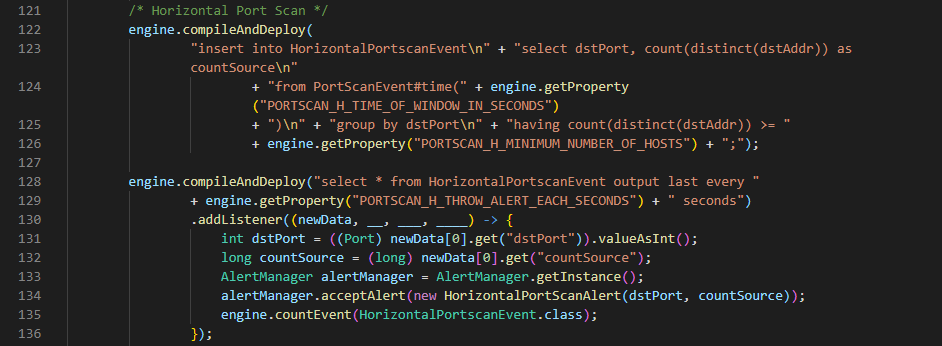 121 /* Horizontal Port Scan */
122 engine.compileAndDeploy(
123 "insert into HorizontalPortscanEvent\n" + "select dstPort, count(distinct(dstAddr)) as
countSource\n"
124 + "from PortScanEvent#time(" + engine.getProperty
("PORTSCAN_H_TIME_OF_WINDOW_IN_SECONDS")
125 + ")\n" + "group by dstPort\n" + "having count(distinct(dstAddr)) >= "
126 + engine.getProperty("PORTSCAN_H_MINIMUM_NUMBER_OF_HOSTS") + ";");
127
128 engine.compileAndDeploy("select * from HorizontalPortscanEvent output last every "
129 + engine.getProperty("PORTSCAN_H_THROW_ALERT_EACH_SECONDS") + " seconds")
130 .addListener((newData, __, ___, ____) -> {
131 int dstPort = ((Port) newData[0].get("dstPort")).valueAsInt();
132 long countSource = (long) newData[0].get("countSource");
133 AlertManager alertManager = AlertManager.getInstance();
134 alertManager.acceptAlert(new HorizontalPortScanAlert(dstPort, countSource));
135 engine.countEvent(HorizontalPortscanEvent.class);
136 });